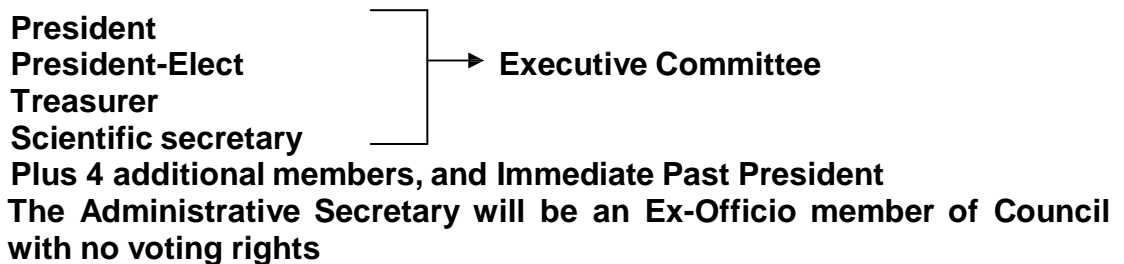 President
President-Elect Executive Committee
Treasurer
Scientific secretary
Plus 4 additional members, and Immediate Past President
The Administrative Secretary will be an Ex-Officio member of Council
with no voting rights